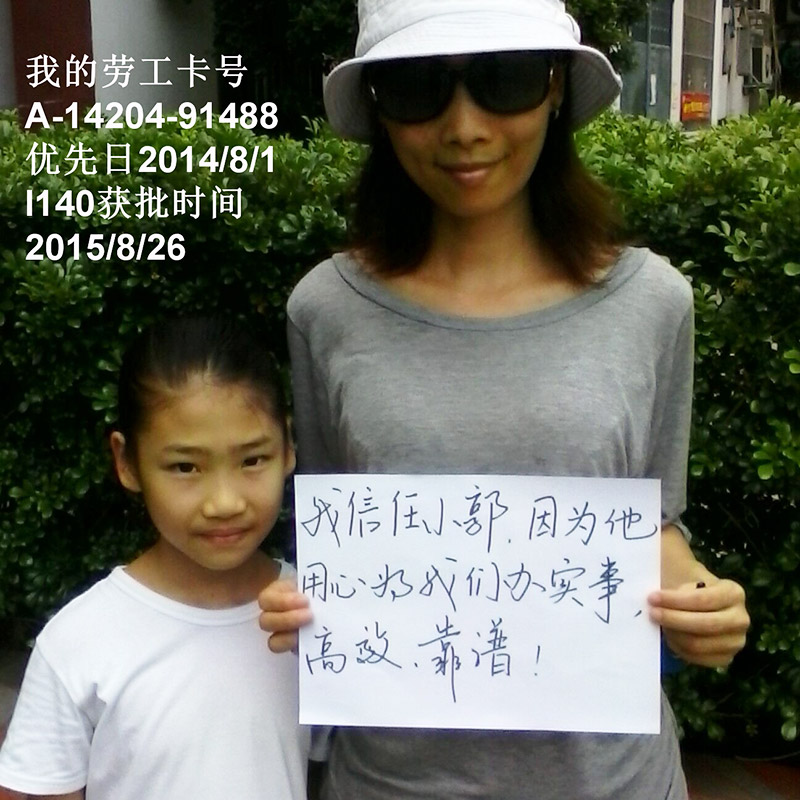 我的劳工卡号
A-14204-91488
优先日2014/8/1
I140获批时间
2015/8/26
我信任小郭,因为他
用心为我们办实事,
高效、靠谱!